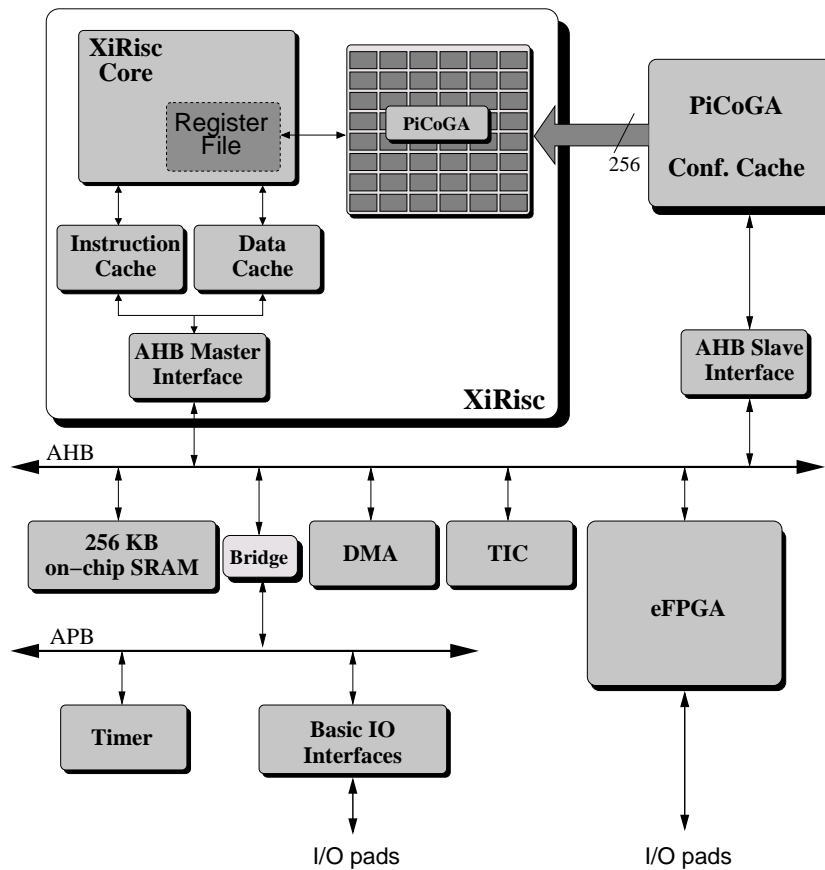 XiRisc
Core
Register
File
PiCoGA
PiCoGA
Conf. Cache
256
Instruction
Cache
Data
Cache
AHB Master
Interface
AHB Slave
Interface
XiRisc
AHB
256 KB
on−chip SRAM
Bridge
DMA
TIC
eFPGA
APB
Timer
Basic IO
Interfaces
I/O pads
I/O pads